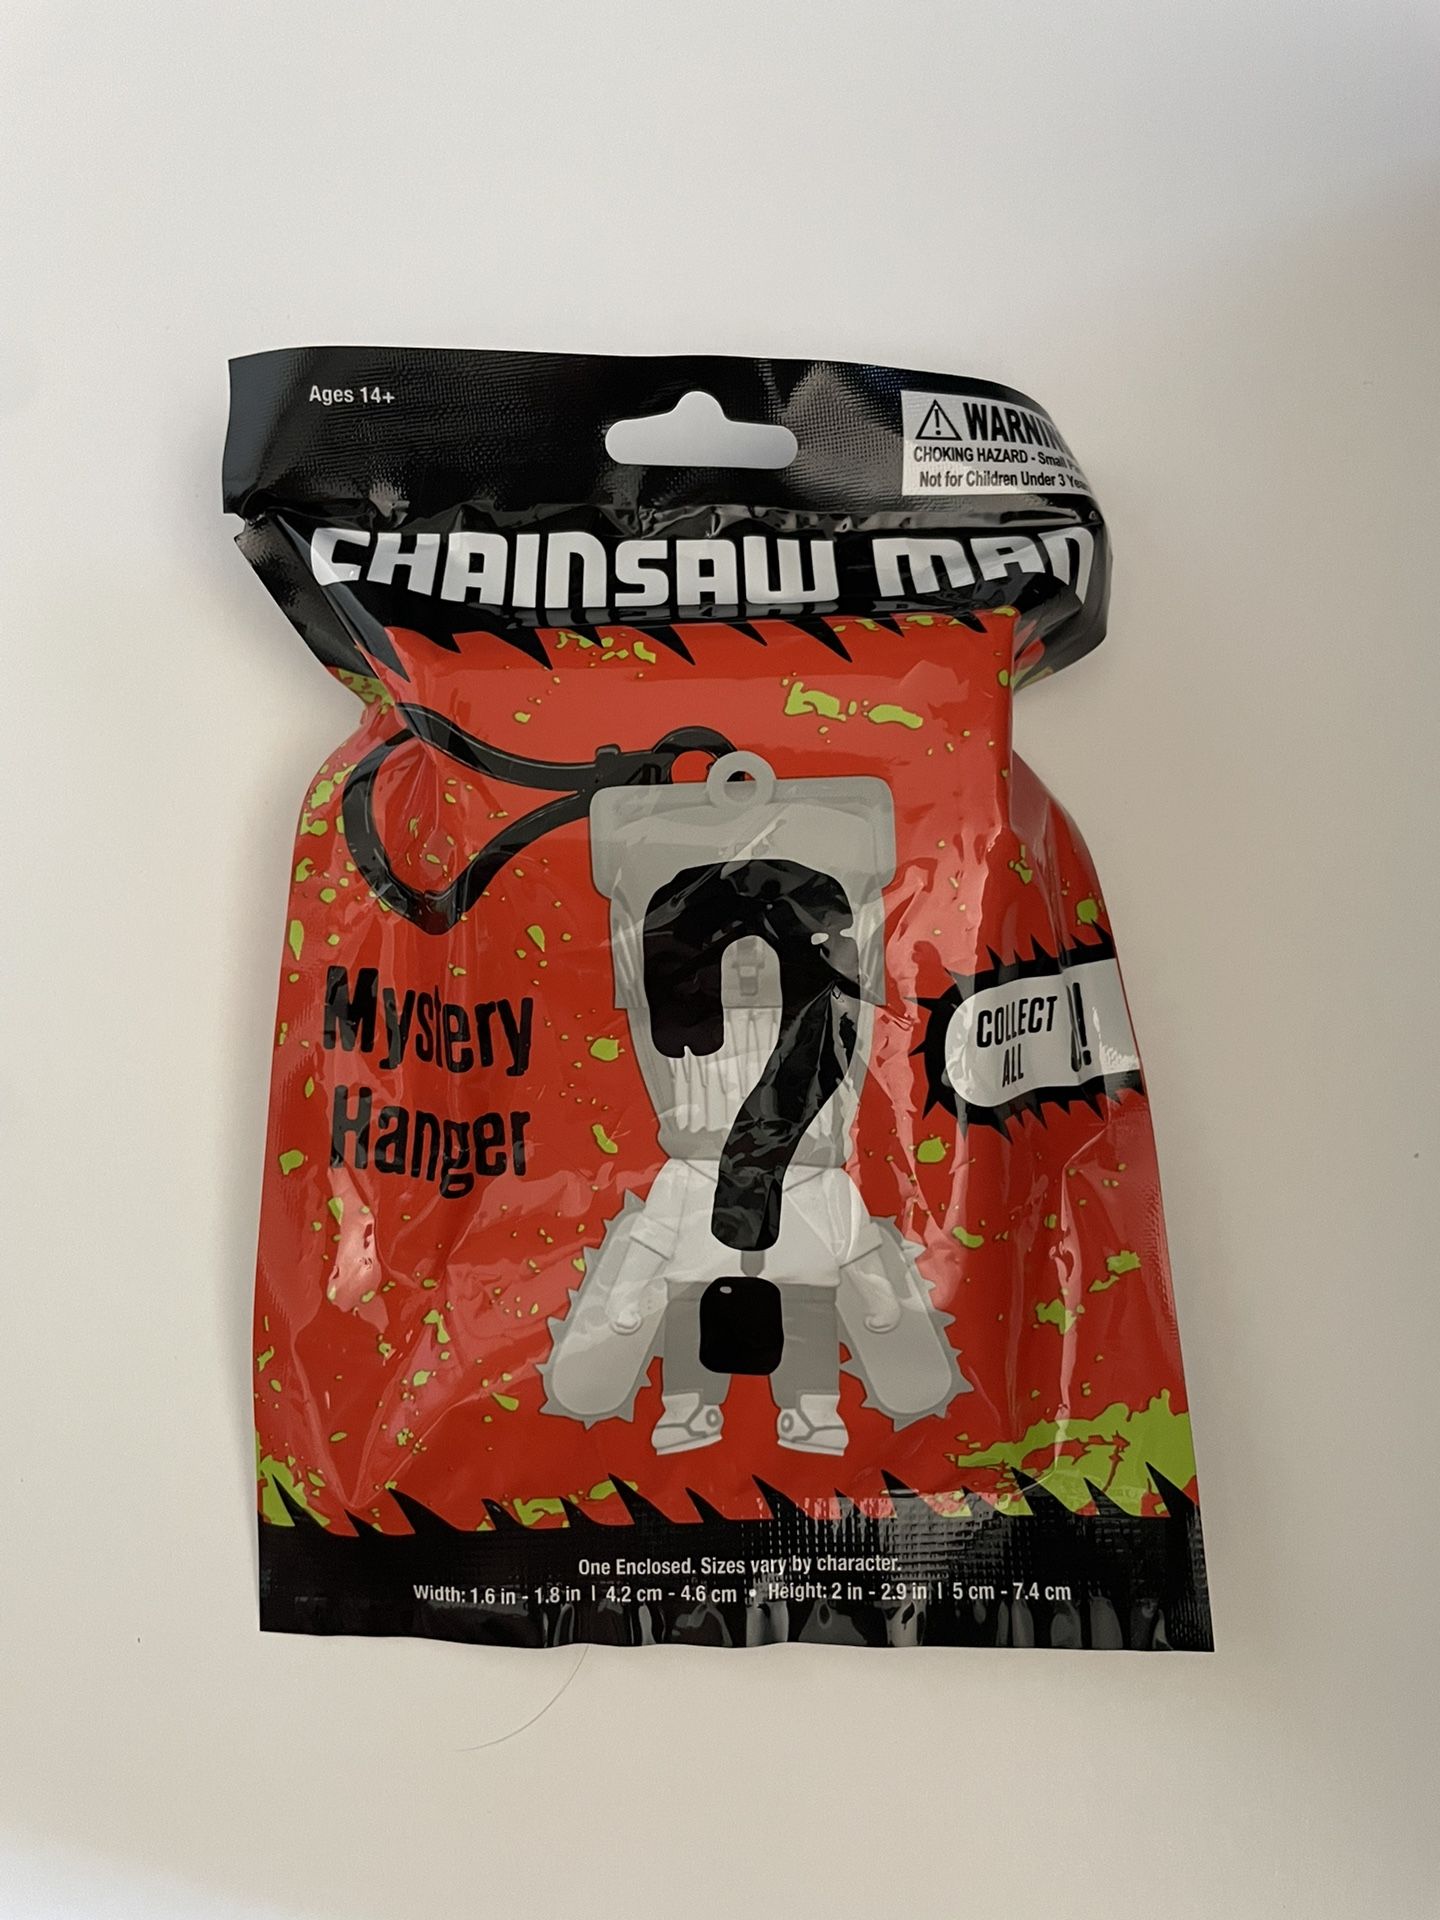 Ages 14+
WARNING
CHOKING HAZARD - Small
Not for Children Under 3
CHAINSAW MAN
Mystery
Hanger
COLLECT
ALL !
?
One Enclosed. Sizes vary by character.
Width: 1.6 in - 1.8 in | 4.2 cm - 4.6 cm • Height: 2 in - 2.9 in | 5 cm - 7.4 cm